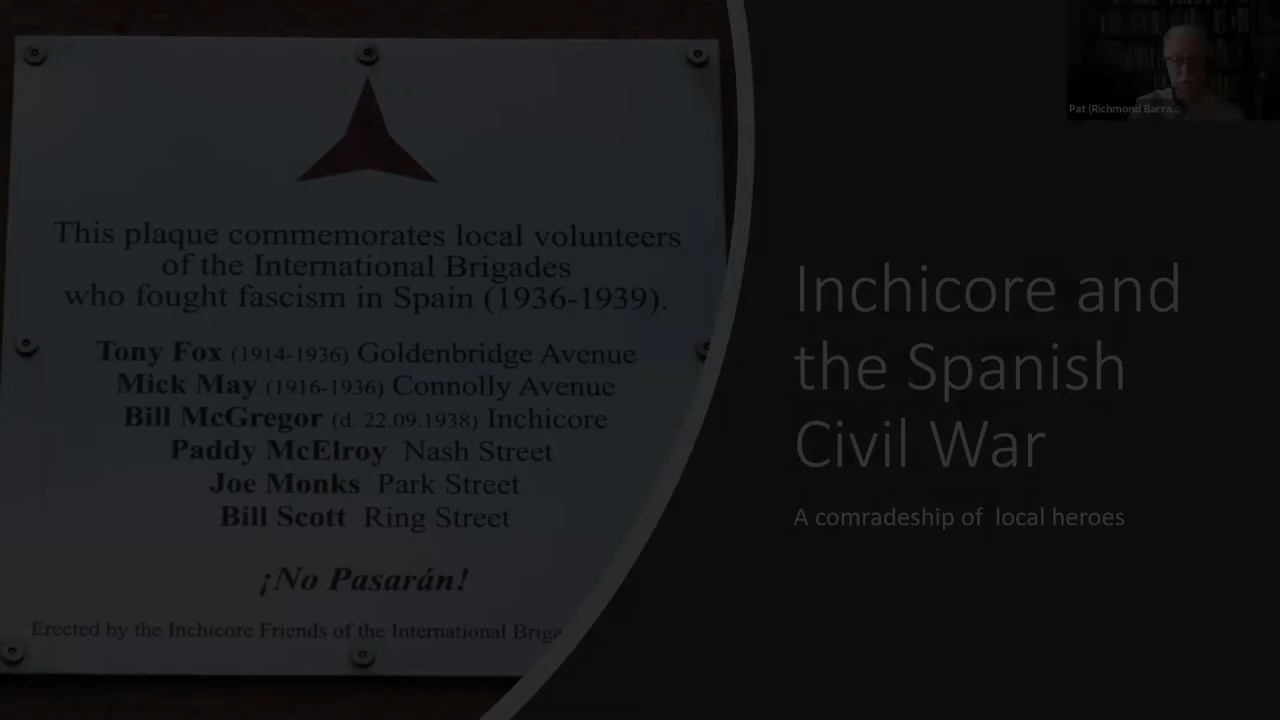 This plaque commemorates local volunteers
of the International Brigades
who fought fascism in Spain (1936-1939).
Tony Fox (1914-1936) Goldenbridge Avenue
Mick May (1916-1936) Connolly Avenue
Bill McGregor (d. 22.09.1938) Inchicore
Paddy McElroy Nash Street
Joe Monks Park Street
Bill Scott Ring Street
¡No Pasarán!
Erected by the Inchicore Friends of the International Briga
Inchicore and
the Spanish
Civil War
A comradeship of local heroes
Pat (Richmond Barra...